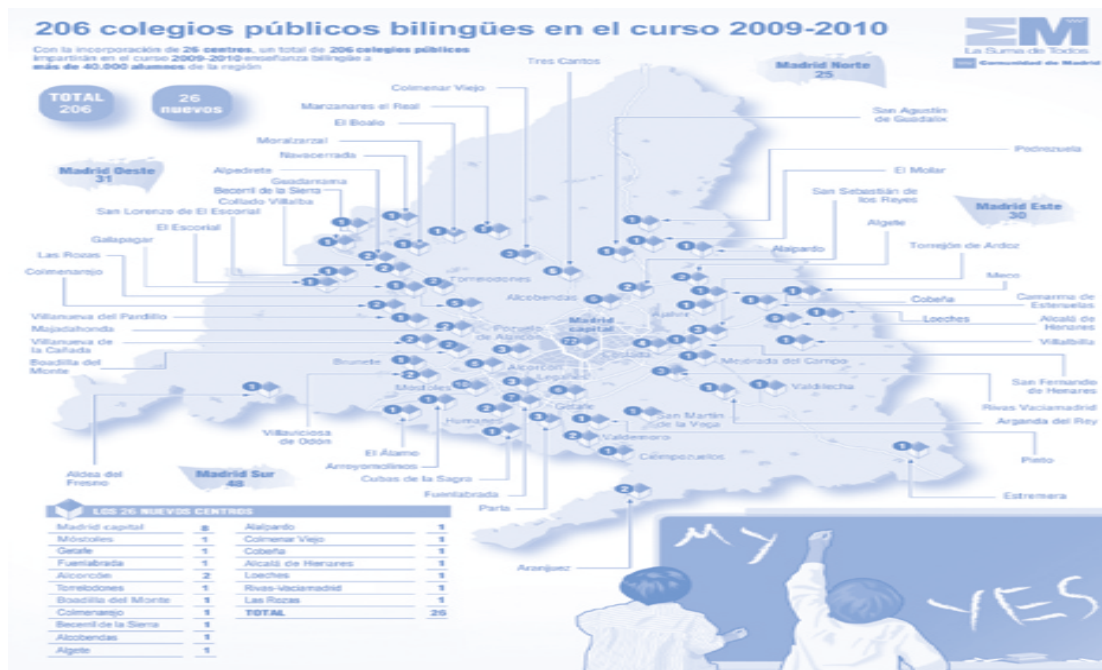 206 colegios públicos bilingües en el curso 2009-2010
Con la incorporación de 26 centros, un total de 206 colegios públicos
impartirán en el curso 2009-2010 enseñanza bilingüe a
más de 40.000 alumnos de la región
La Suma de Todos
Comunidad de Madrid
TOTAL
206
26
nuevos
Madrid Norte
25
Tres Cantos
Colmenar Viejo
Manzanares el Real
El Boalo
Moralzarzal
Navacerrada
Alpedrete
Guadarrama
Becerril de la Sierra
Collado Villalba
San Lorenzo de El Escorial
El Escorial
Galapagar
Las Rozas
Colmenarejo
Villanueva del Pardillo
Majadahonda
Villanueva de
la Cañada
Boadilla del
Monte
Madrid Oeste
31
San Agustín
de Guadalix
Pedrezuela
El Molar
San Sebastián de
los Reyes
Algete
Madrid Este
30
Alalpardo
Torrejón de Ardoz
Meco
Cobeña
Camarma de
Esteruelas
Loeches
Alcalá de
Henares
Villalbilla
San Fernando
de Henares
Rivas Vaciamadrid
Arganda del Rey
Pinto
Estremera
Torrelodones
Alcobendas
Ajalvir
Madrid
capital
Pozuelo
de Alarcón
Coslada
Mejorada del Campo
Brunete
Alcorcón
Móstoles
Getafe
Valdilecha
Humanes
San Martín
de la Vega
Valdemoro
Ciempozuelos
Villaviciosa
de Odón
El Álamo
Arroyomolinos
Cubas de la Sagra
Fuenlabrada
Parla
Aldea del
Fresno
Madrid Sur
48
Aranjuez
LOS 26 NUEVOS CENTROS
Madrid capital 8
Móstoles 1
Getafe 1
Fuenlabrada 1
Alcorcón 2
Torrelodones 1
Boadilla del Monte 1
Colmenarejo 1
Becerril de la Sierra 1
Alcobendas 1
Algete 1
Alalpardo 1
Colmenar Viejo 1
Cobeña 1
Alcalá de Henares 1
Loeches 1
Rivas-Vaciamadrid 1
Las Rozas 1
TOTAL 26
MY
YES